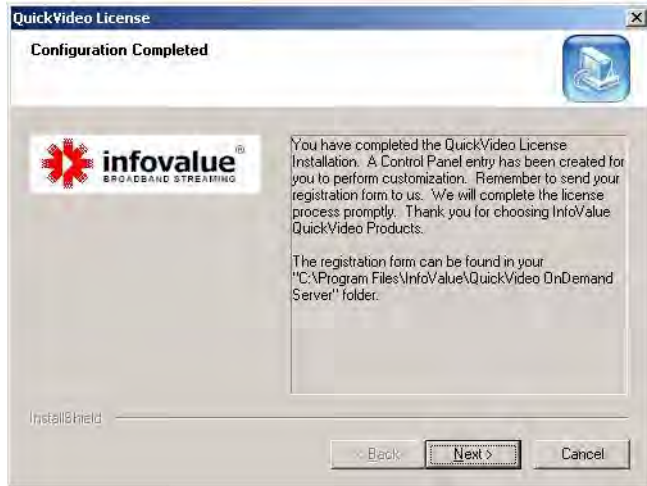 QuickVideo License
Configuration Completed
infovalue®
BROADBAND STREAMING
You have completed the QuickVideo License
Installation. A Control Panel entry has been created for
you to perform customization. Remember to send your
registration form to us. We will complete the license
process promptly. Thank you for choosing InfoValue
QuickVideo Products.
The registration form can be found in your
"C:\Program Files\InfoValue\QuickVideo OnDemand
Server" folder.
InstallShield
< Back
Next >
Cancel